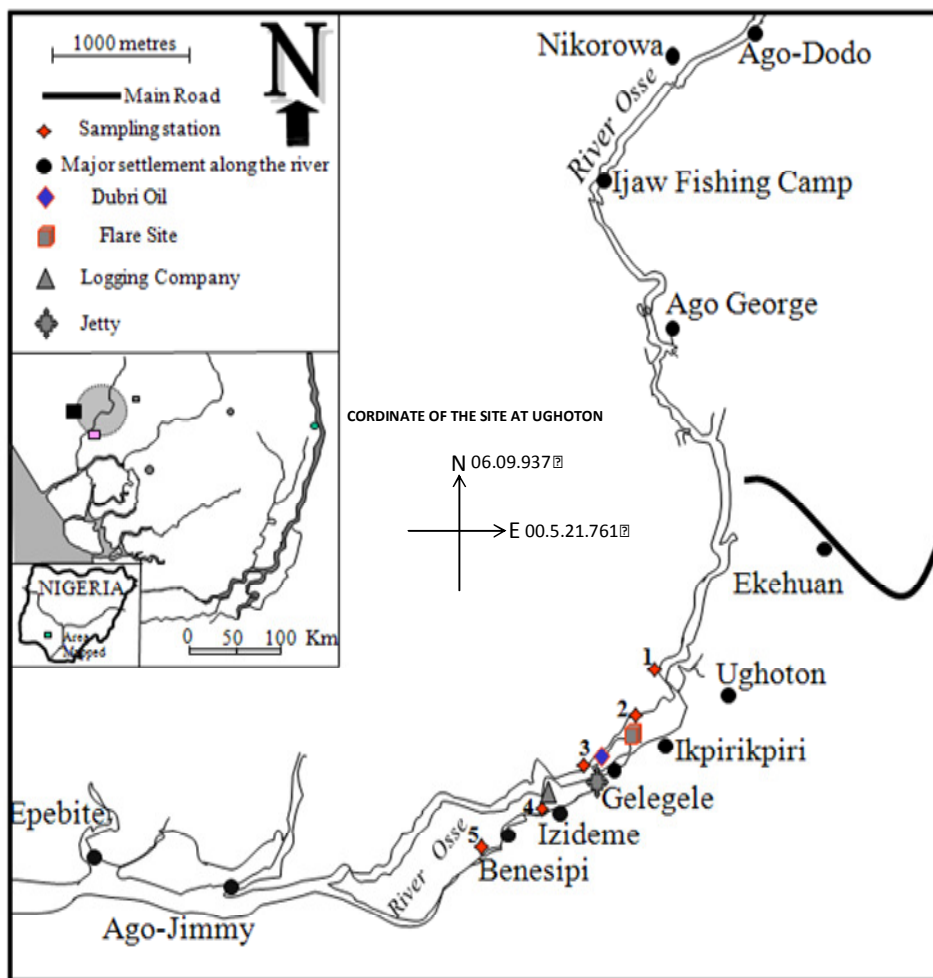 1000 metres
N
Main Road
Sampling station
Major settlement along the river
Dubri Oil
Flare Site
Logging Company
Jetty
NIGERIA
Area
Mapped
0 50 100 Km
Nikorowa
Ago-Dodo
River Osse
Ijaw Fishing Camp
Ago George
CORDINATE OF THE SITE AT UGHOTON
N 06.09.937
E 00.5.21.761
Ekehuan
1
Ughoton
2
Ikpirikpiri
3
Gelegele
4
Izideme
5
Benesipi
River Osse
Epebiter
Ago-Jimmy